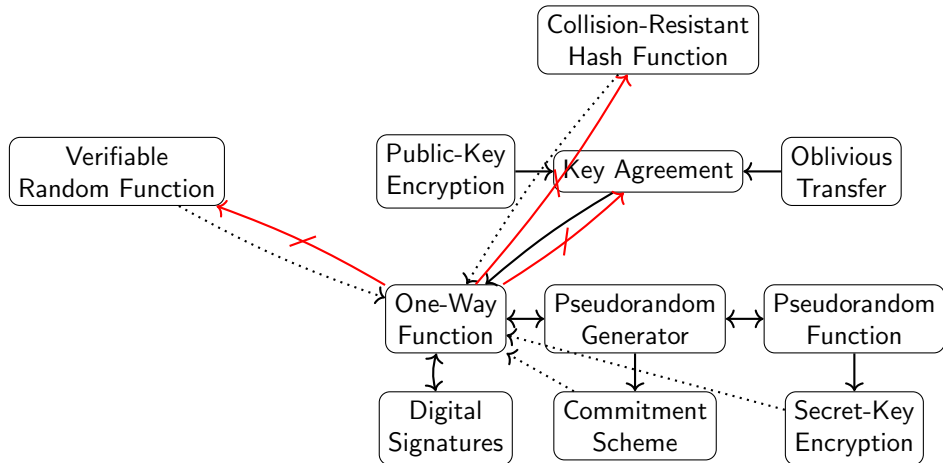 Collision-Resistant
Hash Function
Verifiable
Random Function
Public-Key
Encryption
Key Agreement
Oblivious
Transfer
One-Way
Function
Pseudorandom
Generator
Pseudorandom
Function
Digital
Signatures
Commitment
Scheme
Secret-Key
Encryption